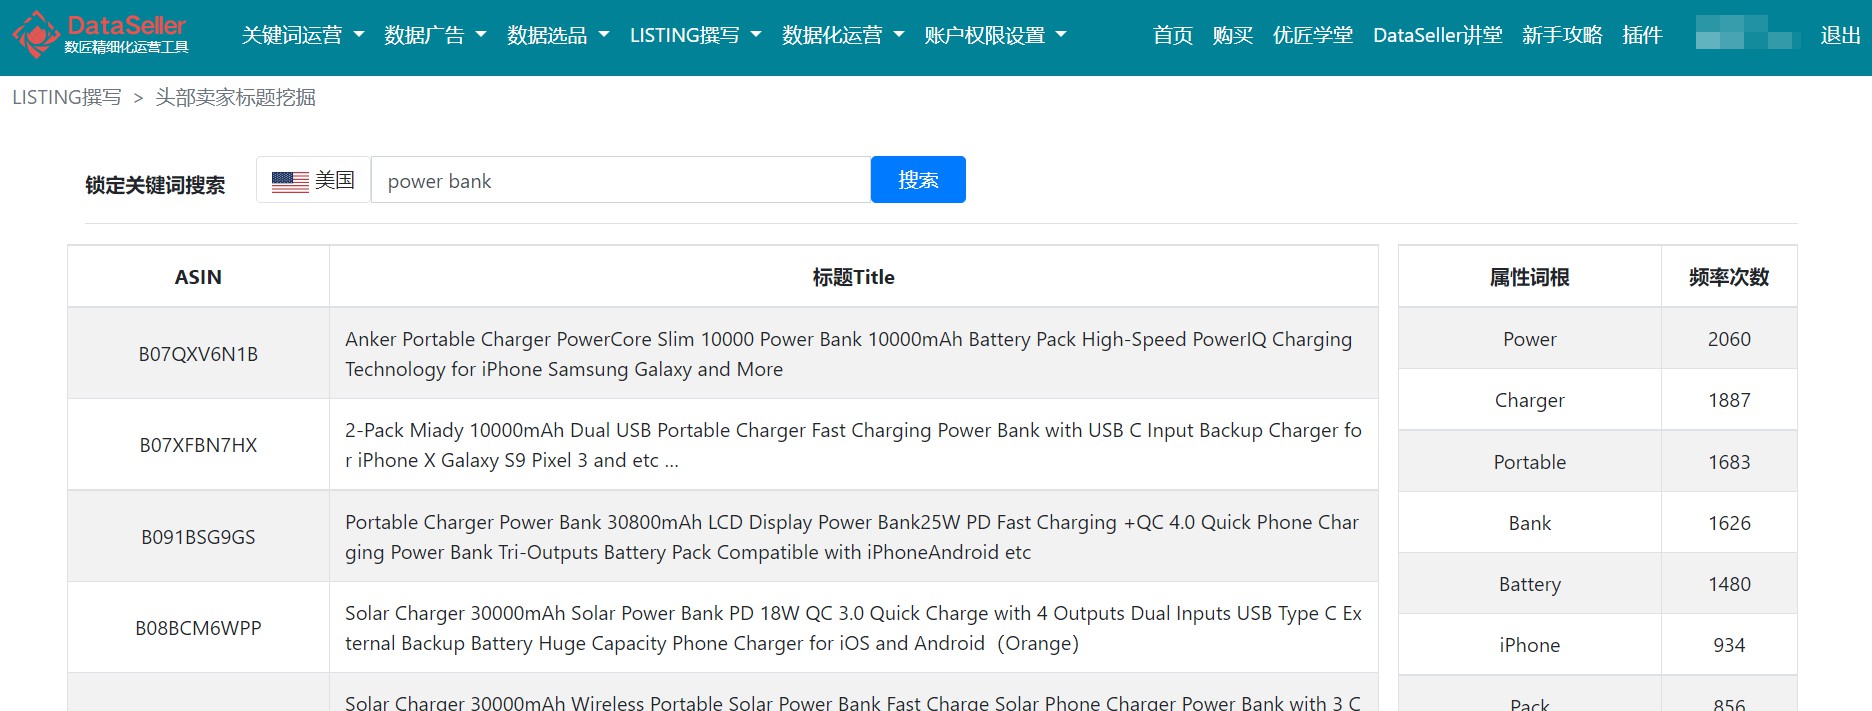 DataSeller
数匠精细化运营工具
关键词运营 数据广告 数据选品 LISTING撰写 数据化运营 账户权限设置 首页 购买 优匠学堂 DataSeller讲堂 新手攻略 插件 退出
LISTING撰写 > 头部卖家标题挖掘
锁定关键词搜索 美国 power bank 搜索
ASIN 标题Title
B07QXV6N1B
Anker Portable Charger PowerCore Slim 10000 Power Bank 10000mAh Battery Pack High-Speed PowerIQ Charging
Technology for iPhone Samsung Galaxy and More
B07XFBN7HX
2-Pack Miady 10000mAh Dual USB Portable Charger Fast Charging Power Bank with USB C Input Backup Charger fo
r iPhone X Galaxy S9 Pixel 3 and etc ...
B091BSG9GS
Portable Charger Power Bank 30800mAh LCD Display Power Bank25W PD Fast Charging +QC 4.0 Quick Phone Char
ging Power Bank Tri-Outputs Battery Pack Compatible with iPhoneAndroid etc
B08BCM6WPP
Solar Charger 30000mAh Solar Power Bank PD 18W QC 3.0 Quick Charge with 4 Outputs Dual Inputs USB Type C Ex
ternal Backup Battery Huge Capacity Phone Charger for iOS and Android（Orange）
Solar Charger 30000mAh Wireless Portable Solar Power Bank Fast Charge Solar Phone Charger Power Bank with 3 C
属性词根 频率次数
Power 2060
Charger 1887
Portable 1683
Bank 1626
Battery 1480
iPhone 934
Pack 856